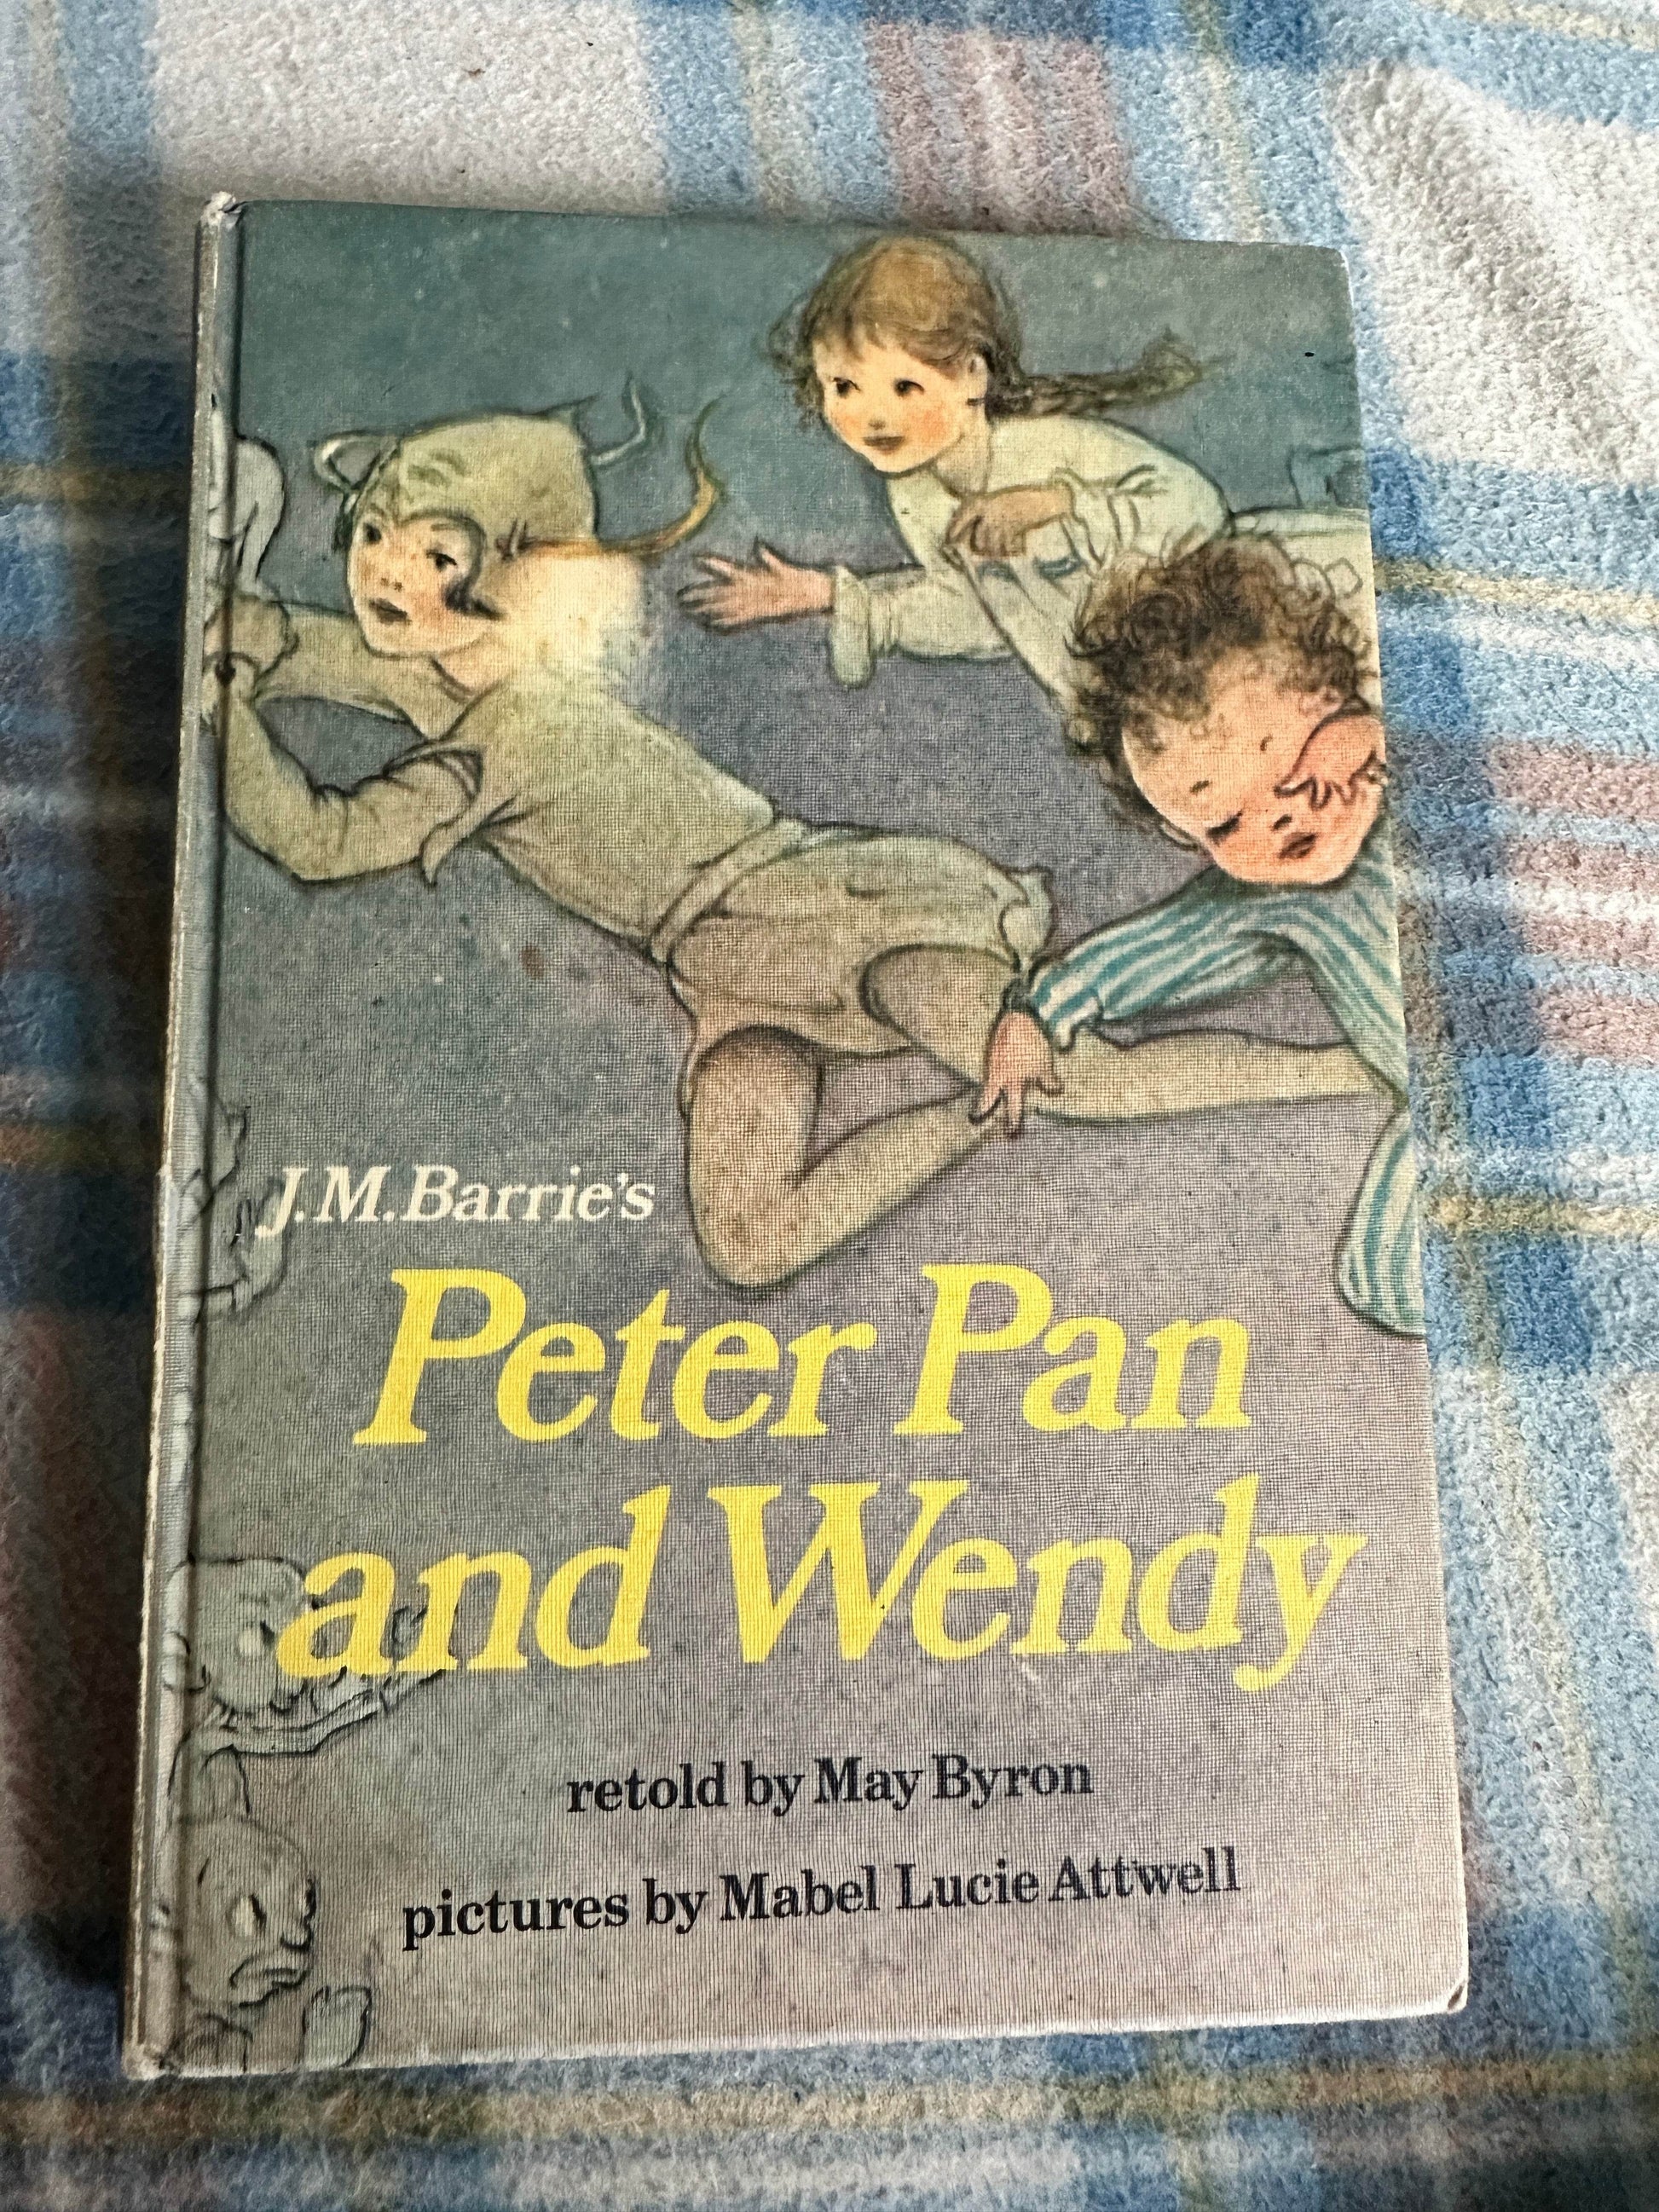 J.M.Barrie's
Peter Pan
and Wendy
retold by May Byron
pictures by Mabel Lucie Attwell